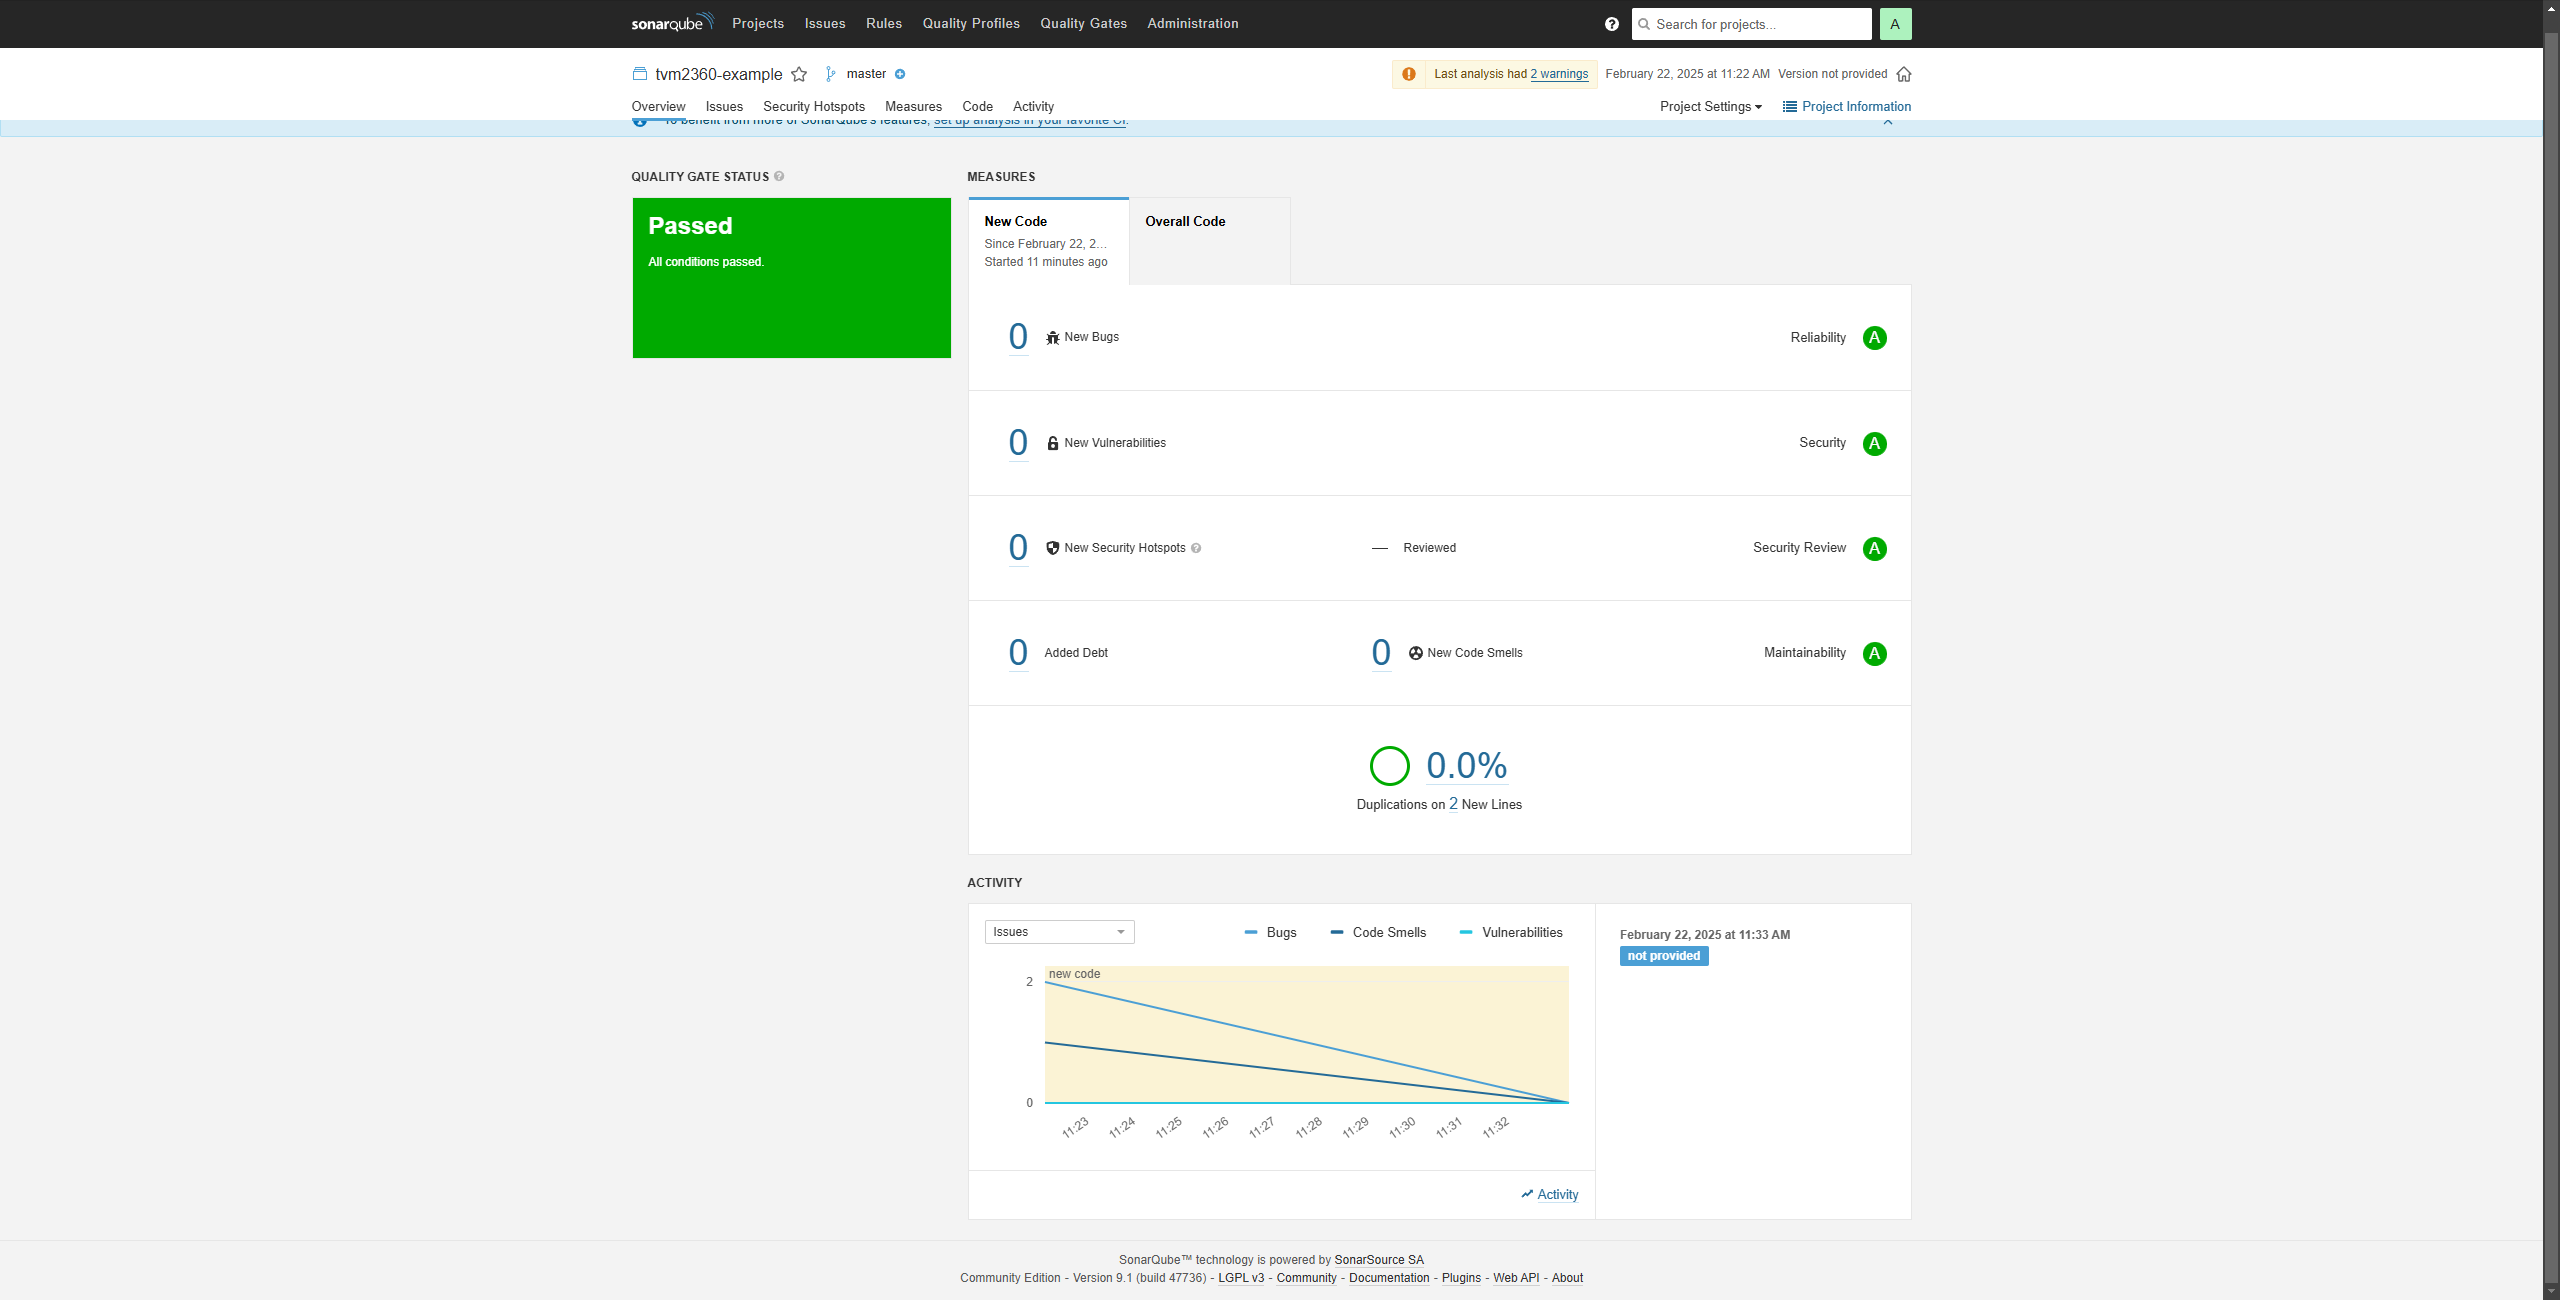 sonarqube Projects Issues Rules Quality Profiles Quality Gates Administration ? Search for projects... A
tvm2360-example master Last analysis had 2 warnings February 22, 2025 at 11:22 AM Version not provided
Overview Issues Security Hotspots Measures Code Activity Project Settings Project Information
To benefit from more of SonarQube's features, set up analysis in your favorite CI.
QUALITY GATE STATUS ?
Passed
All conditions passed.
MEASURES
New Code
Since February 22, 2...
Started 11 minutes ago
Overall Code
0 New Bugs Reliability A
0 New Vulnerabilities Security A
0 New Security Hotspots ? — Reviewed Security Review A
0 Added Debt 0 New Code Smells Maintainability A
0.0%
Duplications on 2 New Lines
ACTIVITY
Issues Bugs Code Smells Vulnerabilities
new code
2
0
11:23 11:24 11:25 11:26 11:27 11:28 11:29 11:30 11:31 11:32
Activity
February 22, 2025 at 11:33 AM
not provided
SonarQube™ technology is powered by SonarSource SA
Community Edition - Version 9.1 (build 47736) - LGPL v3 - Community - Documentation - Plugins - Web API - About